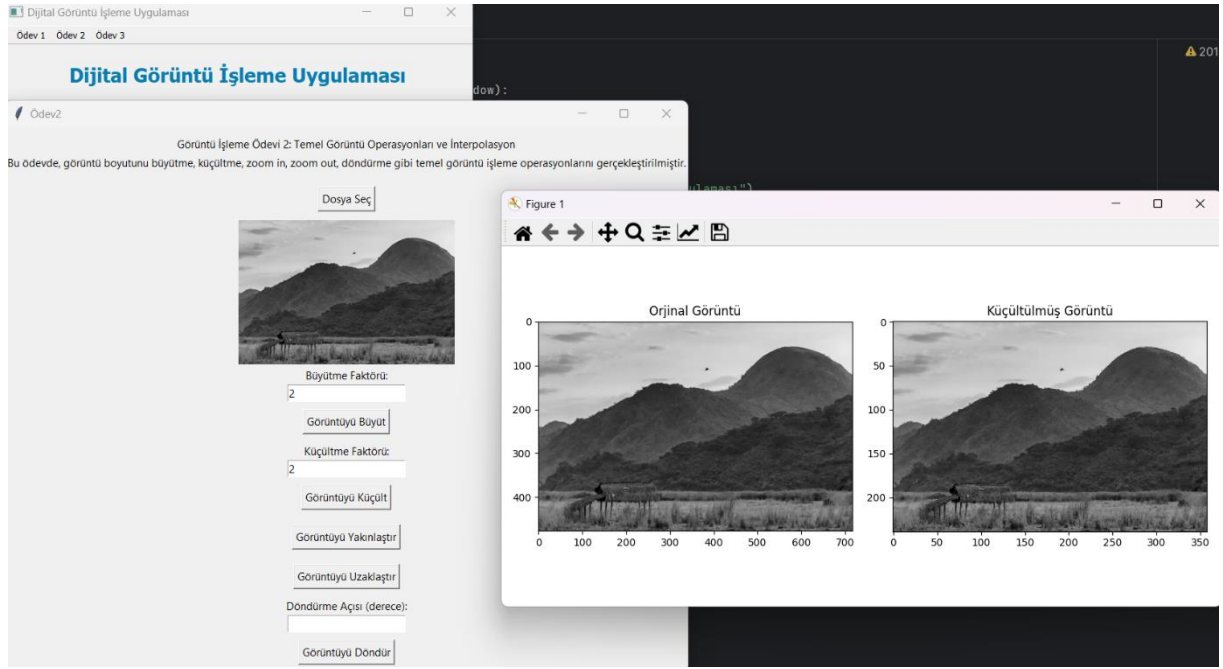 Dijital Görüntü İşleme Uygulaması
Ödev 1 Ödev 2 Ödev 3
Dijital Görüntü İşleme Uygulaması
201
dow):
Ödev2
Görüntü İşleme Ödevi 2: Temel Görüntü Operasyonları ve İnterpolasyon
Bu ödevde, görüntü boyutunu büyütme, küçültme, zoom in, zoom out, döndürme gibi temel görüntü işleme operasyonlarını gerçekleştirilmiştir.
ulaması")
Dosya Seç
Büyütme Faktörü:
2
Görüntüyü Büyüt
Küçültme Faktörü:
2
Görüntüyü Küçült
Görüntüyü Yakınlaştır
Görüntüyü Uzaklaştır
Döndürme Açısı (derece):
Görüntüyü Döndür
Figure 1
Orjinal Görüntü
0
100
200
300
400
0 100 200 300 400 500 600 700
Küçültülmüş Görüntü
0
50
100
150
200
0 50 100 150 200 250 300 350